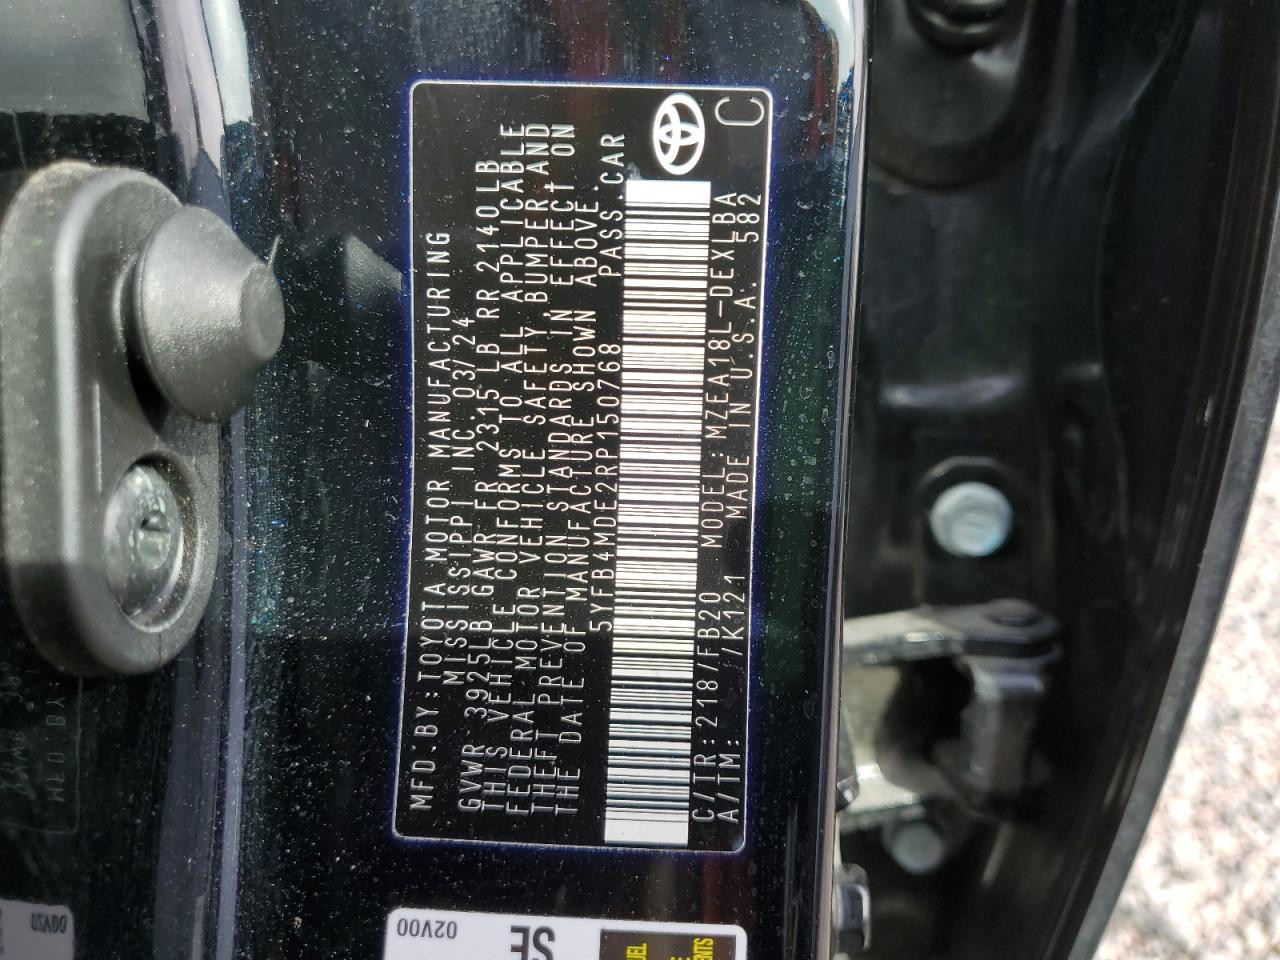 MFD. BY: TOYOTA MOTOR MANUFACTURING
MISSISSIPPI INC. 03/24
GVWR 3925LB GAWR FR 2315 LB RR 2140LB
THIS VEHICLE CONFORMS TO ALL APPLICABLE
FEDERAL MOTOR VEHICLE SAFETY BUMPER AND
THEFT PREVENTION STANDARDS IN EFFECT ON
THE DATE OF MANUFACTURE SHOWN ABOVE.
5YFB4MDE2RP150768 PASS.CAR
C/TR: 218/FB20 MODEL: MZEA18L-DEXLBA
A/TM: /K121 MADE IN U.S.A. 582
C
02V00
SE